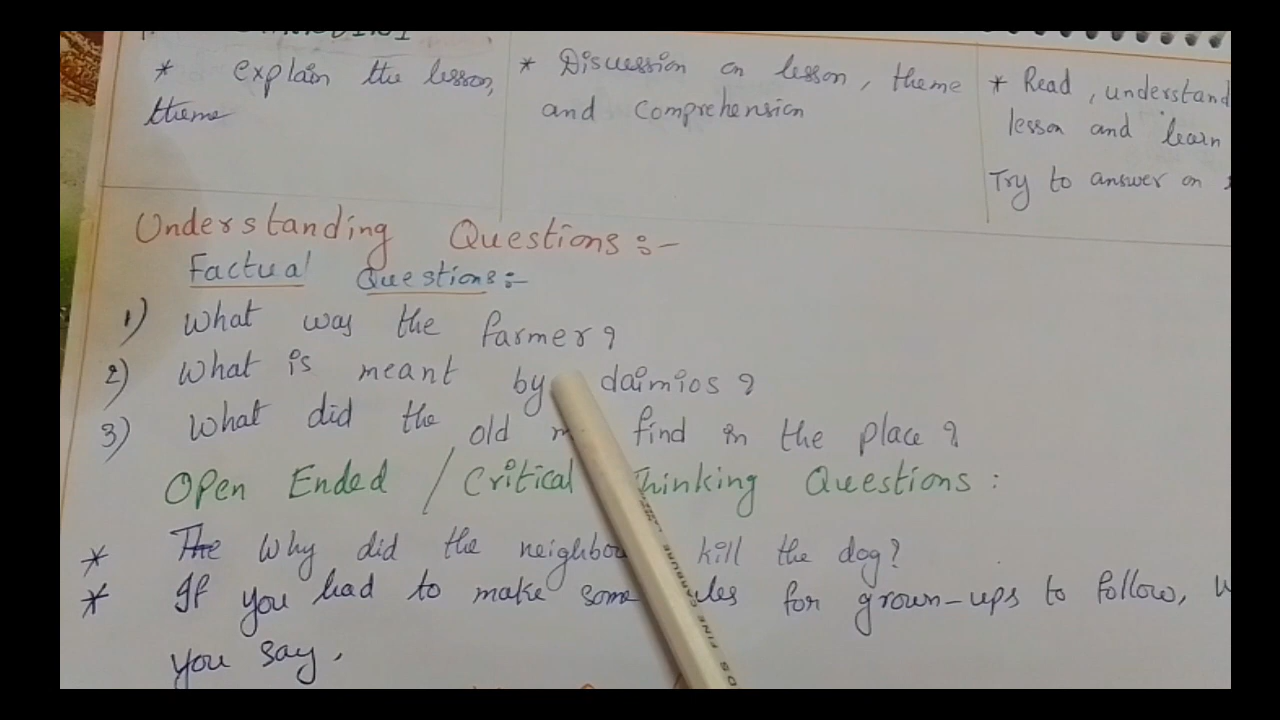 * explain the lesson,
theme
* Discussion on lesson, theme
and comprehension
* Read, understand
lesson and learn
Try to answer on
Understanding Questions:-
Factual Questions:-
1) What was the farmer?
2) What is meant by daimios?
3) What did the old find in the place?
Open Ended / Critical Thinking Questions:
* The Why did the kill the dog?
* If you had to make some for grown-ups to follow,
you say.